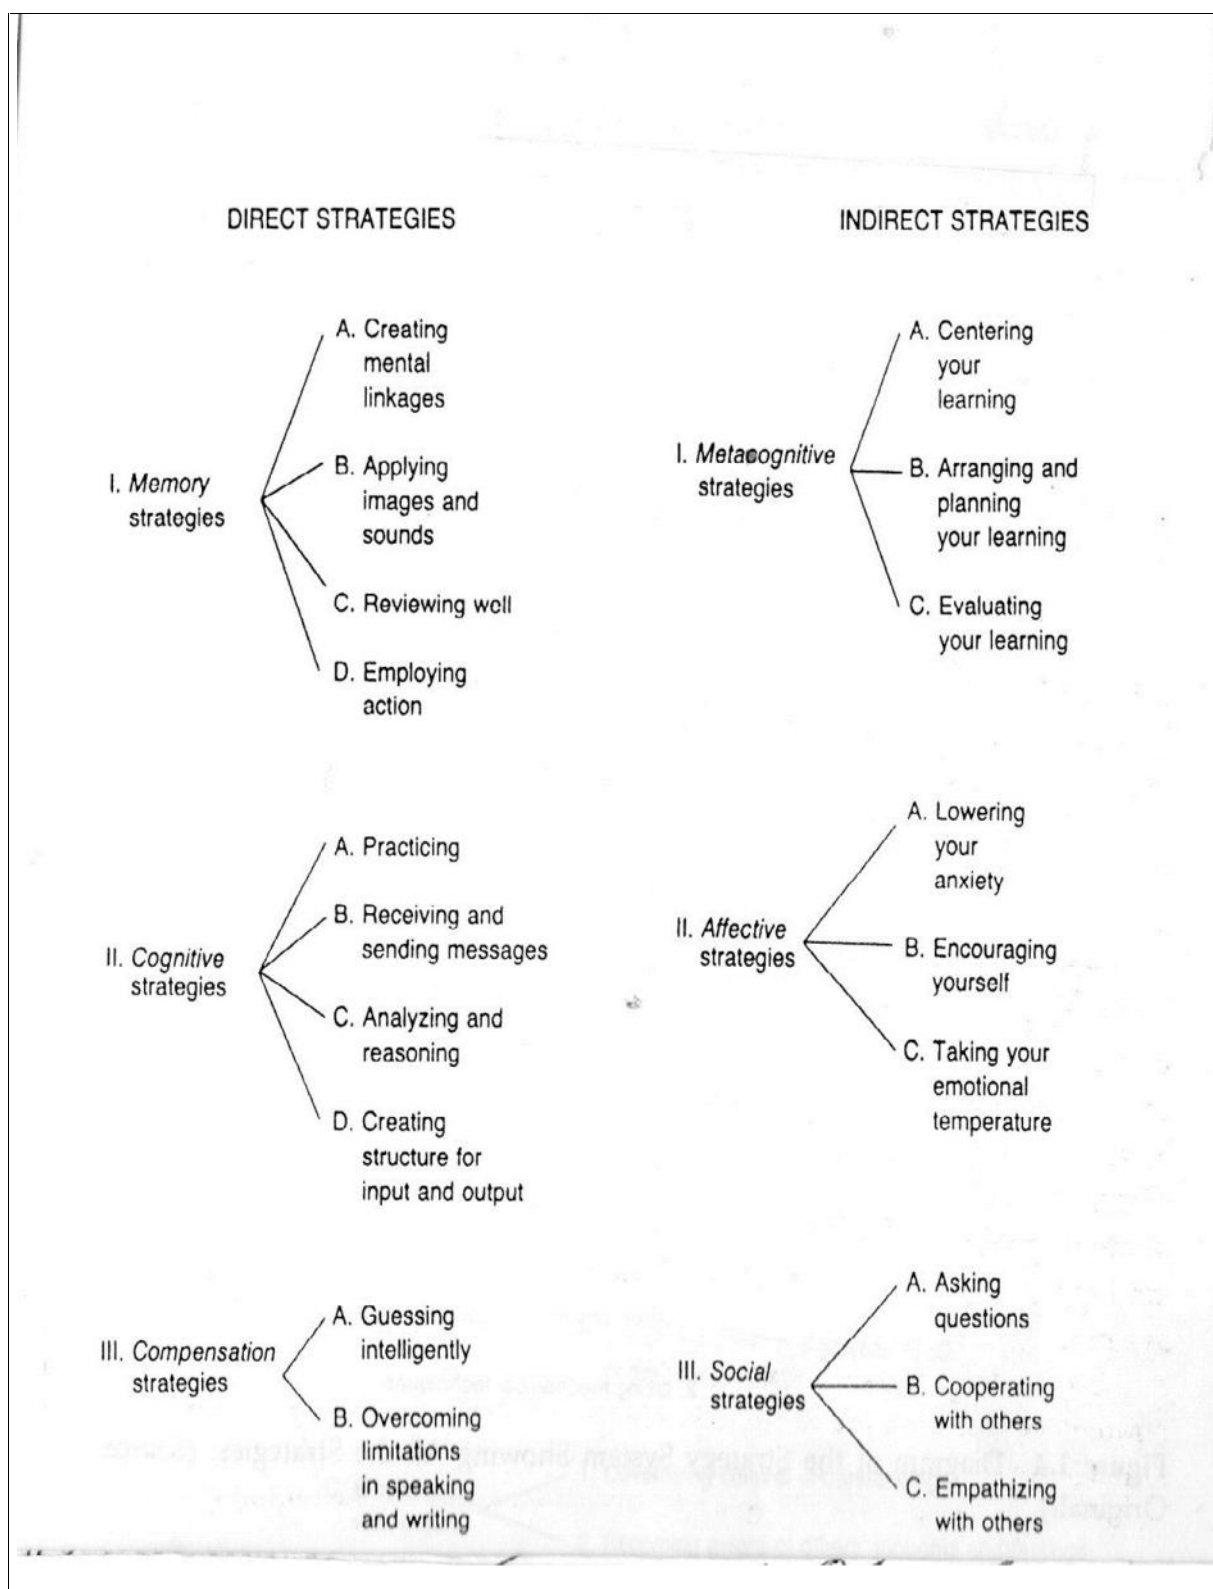 DIRECT STRATEGIES
I. Memory
strategies
A. Creating
mental
linkages
B. Applying
images and
sounds
C. Reviewing well
D. Employing
action
II. Cognitive
strategies
A. Practicing
B. Receiving and
sending messages
C. Analyzing and
reasoning
D. Creating
structure for
input and output
III. Compensation
strategies
A. Guessing
intelligently
B. Overcoming
limitations
in speaking
and writing
INDIRECT STRATEGIES
I. Metacognitive
strategies
A. Centering
your
learning
B. Arranging and
planning
your learning
C. Evaluating
your learning
II. Affective
strategies
A. Lowering
your
anxiety
B. Encouraging
yourself
C. Taking your
emotional
temperature
III. Social
strategies
A. Asking
questions
B. Cooperating
with others
C. Empathizing
with others